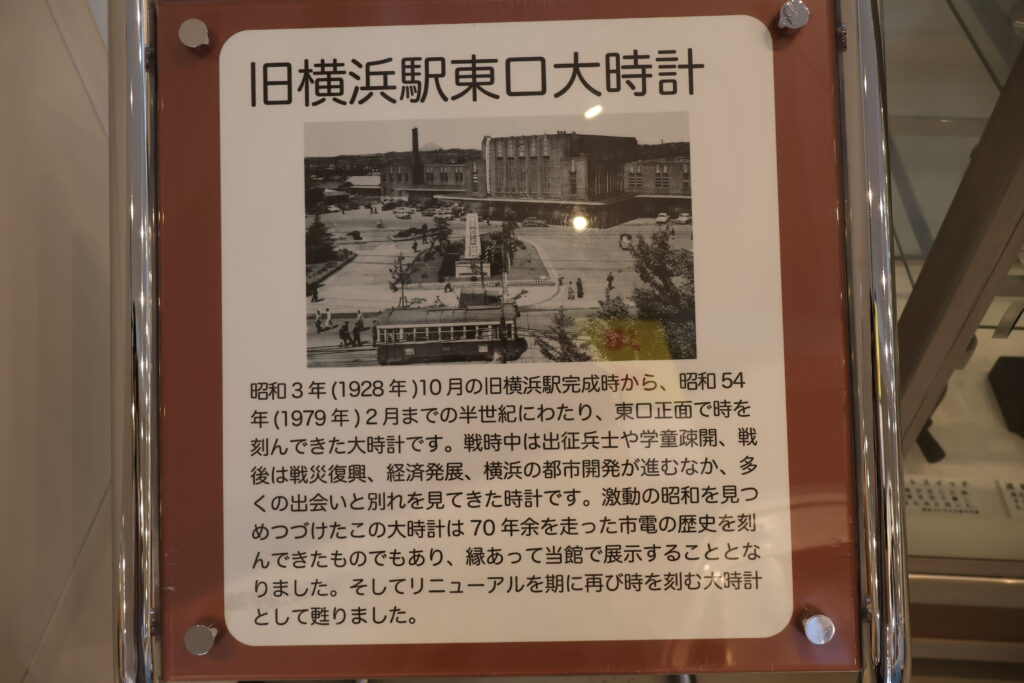 旧横浜駅東口大時計
昭和3年(1928年)10月の旧横浜駅完成時から、昭和54
年(1979年)2月までの半世紀にわたり、東口正面で時を
刻んできた大時計です。戦時中は出征兵士や学童疎開、戦
後は戦災復興、経済発展、横浜の都市開発が進むなか、多
くの出会いと別れを見てきた時計です。激動の昭和を見つ
めつづけたこの大時計は70年余を走った市電の歴史を刻
んできたものでもあり、縁あって当館で展示することとな
りました。そしてリニューアルを期に再び時を刻む大時計
として甦りました。